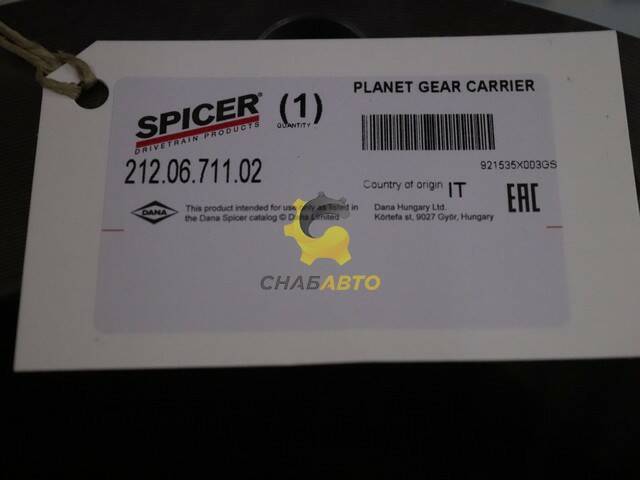 SPICER®
DRIVETRAIN PRODUCTS
(1)
QUANTITY
PLANET GEAR CARRIER
212.06.711.02
921535X003GS
Country of origin IT
EAC
DANA
This product intended for use only as listed in
the Dana Spicer catalog © Dana Limited
Dana Hungary Ltd.
Körtefa st, 9027 Győr, Hungary
СНАБАВТО